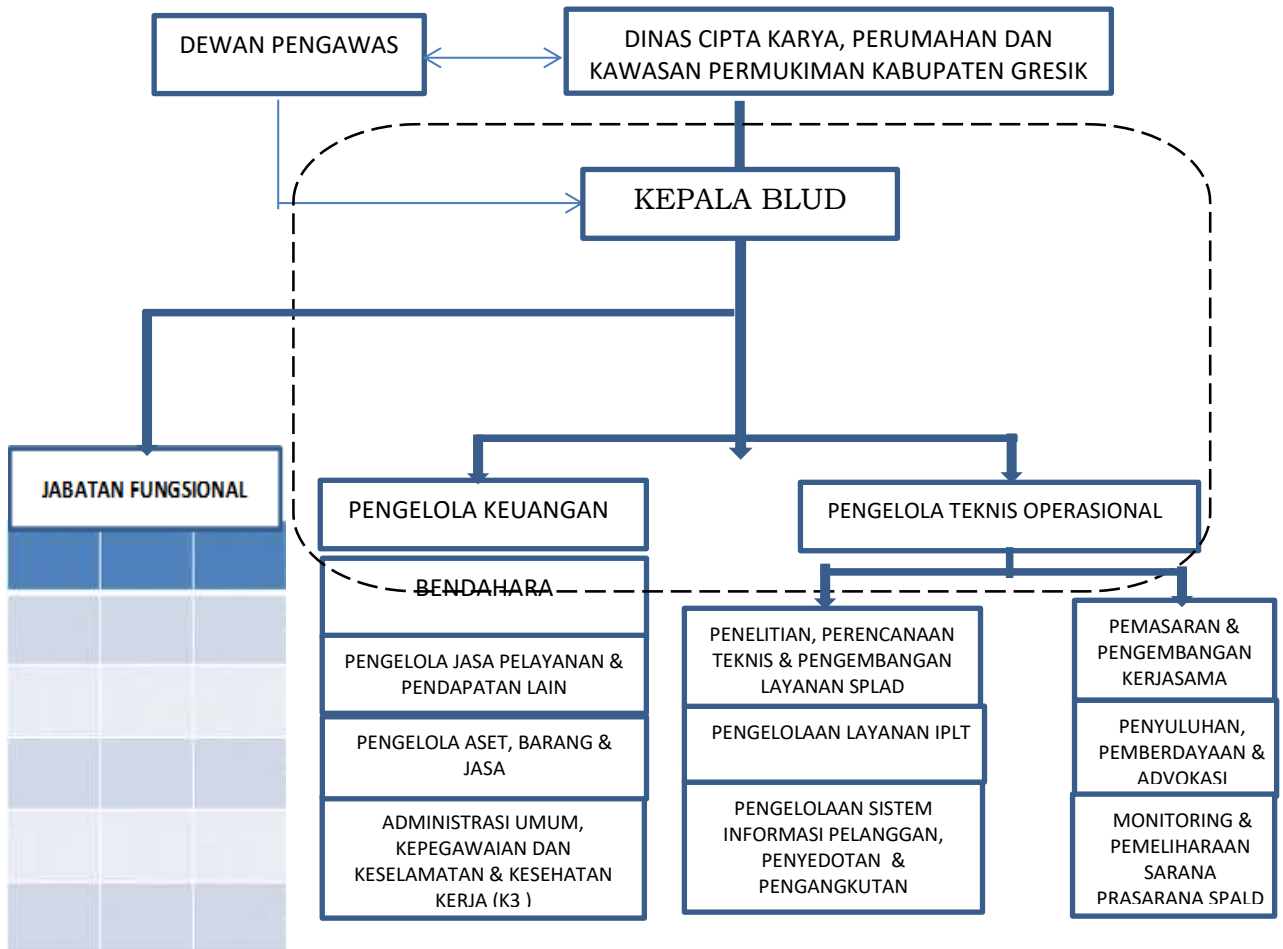 DEWAN PENGAWAS
DINAS CIPTA KARYA, PERUMAHAN DAN
KAWASAN PERMUKIMAN KABUPATEN GRESIK
KEPALA BLUD
JABATAN FUNGSIONAL
PENGELOLA KEUANGAN
BENDAHARA
PENGELOLA JASA PELAYANAN &
PENDAPATAN LAIN
PENGELOLA ASET, BARANG &
JASA
ADMINISTRASI UMUM,
KEPEGAWAIAN DAN
KESELAMATAN & KESEHATAN
KERJA (K3 )
PENGELOLA TEKNIS OPERASIONAL
PENELITIAN, PERENCANAAN
TEKNIS & PENGEMBANGAN
LAYANAN SPLAD
PENGELOLAAN LAYANAN IPLT
PENGELOLAAN SISTEM
INFORMASI PELANGGAN,
PENYEDOTAN &
PENGANGKUTAN
PEMASARAN &
PENGEMBANGAN
KERJASAMA
PENYULUHAN,
PEMBERDAYAAN &
ADVOKASI
MONITORING &
PEMELIHARAAN
SARANA
PRASARANA SPALD